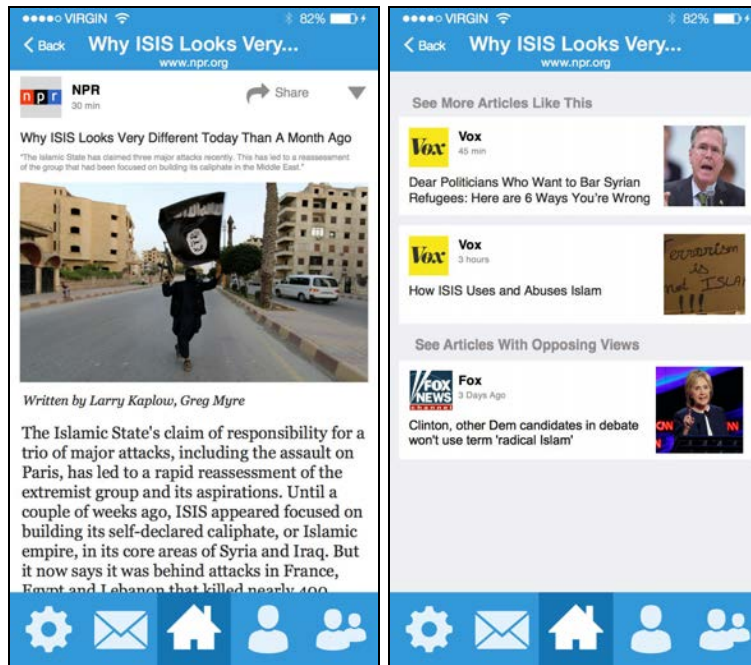 VIRGIN 82%
Back Why ISIS Looks Very...
www.npr.org
npr NPR
30 min
Share
Why ISIS Looks Very Different Today Than A Month Ago
"The Islamic State has claimed three major attacks recently. This has led to a reassessment
of the group that had been focused on building its caliphate in the Middle East."
Written by Larry Kaplow, Greg Myre
The Islamic State's claim of responsibility for a
trio of major attacks, including the assault on
Paris, has led to a rapid reassessment of the
extremist group and its aspirations. Until a
couple of weeks ago, ISIS appeared focused on
building its self-declared caliphate, or Islamic
empire, in its core areas of Syria and Iraq. But
it now says it was behind attacks in France,
Egypt and Lebanon that killed nearly 400
VIRGIN 82%
Back Why ISIS Looks Very...
www.npr.org
See More Articles Like This
Vox Vox
45 min
Dear Politicians Who Want to Bar Syrian
Refugees: Here are 6 Ways You're Wrong
Vox Vox
3 hours
How ISIS Uses and Abuses Islam
Terrorism
is
not ISLA
!!!
See Articles With Opposing Views
FOX
NEWS
channel
Fox
3 Days Ago
Clinton, other Dem candidates in debate
won't use term 'radical Islam'
CNN NN